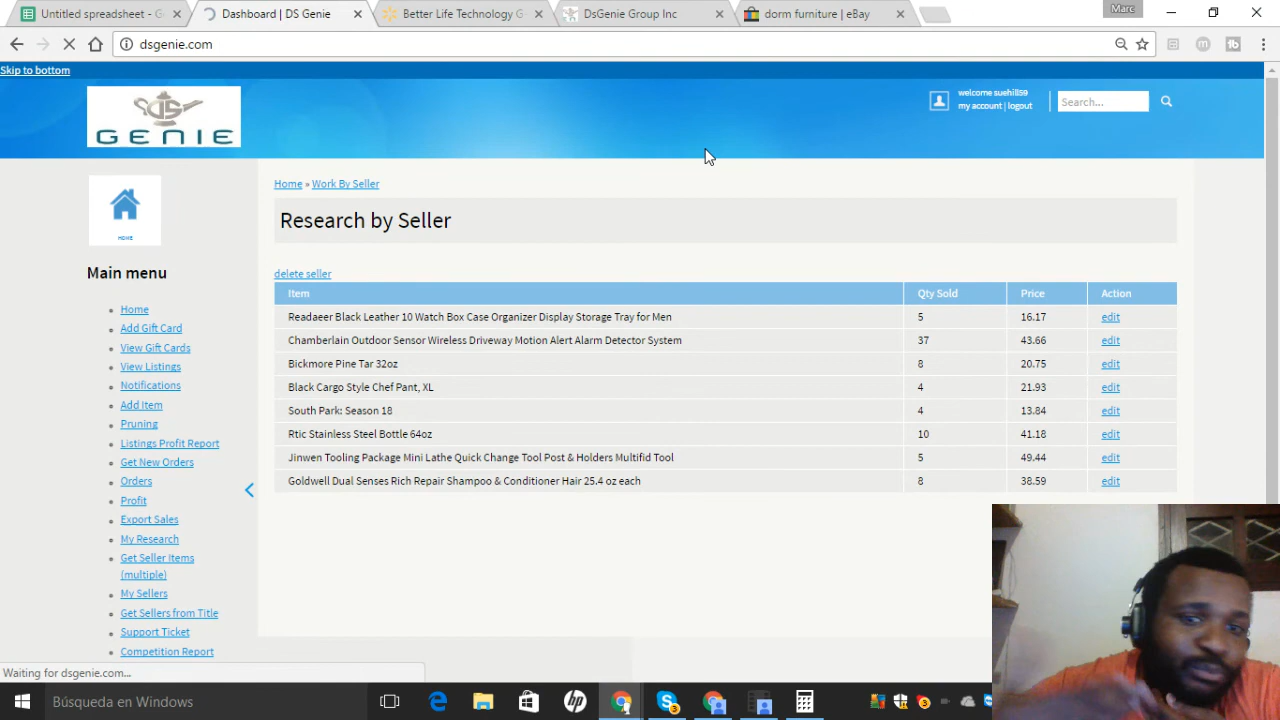 Untitled spreadsheet - G
Dashboard | DS Genie
Better Life Technology G
DsGenie Group Inc
dorm furniture | eBay
Marc
dsgenie.com
Skip to bottom
DS
GENIE
welcome suehill59
my account | logout
Search...
HOME
Home » Work By Seller
Research by Seller
Main menu
Home
Add Gift Card
View Gift Cards
View Listings
Notifications
Add Item
Pruning
Listings Profit Report
Get New Orders
Orders
Profit
Export Sales
My Research
Get Seller Items
(multiple)
My Sellers
Get Sellers from Title
Support Ticket
Competition Report
delete seller
Item Qty Sold Price Action
Readaeer Black Leather 10 Watch Box Case Organizer Display Storage Tray for Men 5 16.17 edit
Chamberlain Outdoor Sensor Wireless Driveway Motion Alert Alarm Detector System 37 43.66 edit
Bickmore Pine Tar 32oz 8 20.75 edit
Black Cargo Style Chef Pant, XL 4 21.93 edit
South Park: Season 18 4 13.84 edit
Rtic Stainless Steel Bottle 64oz 10 41.18 edit
Jinwen Tooling Package Mini Lathe Quick Change Tool Post & Holders Multifid Tool 5 49.44 edit
Goldwell Dual Senses Rich Repair Shampoo & Conditioner Hair 25.4 oz each 8 38.59 edit
Waiting for dsgenie.com...
Búsqueda en Windows